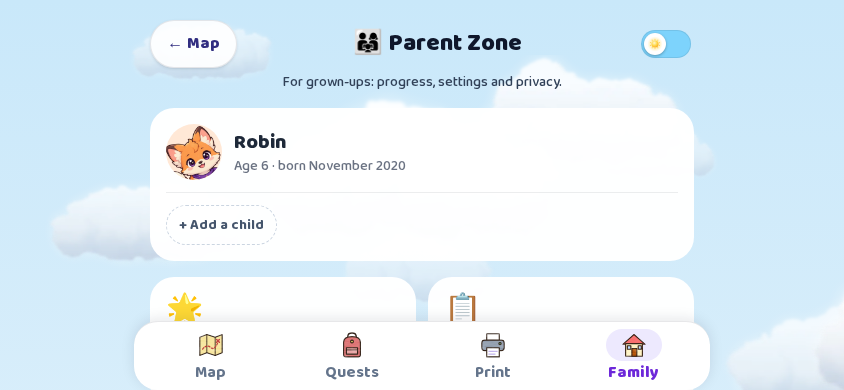 ← Map
Parent Zone
For grown-ups: progress, settings and privacy.
Robin
Age 6 · born November 2020
+ Add a child
Map
Quests
Print
Family